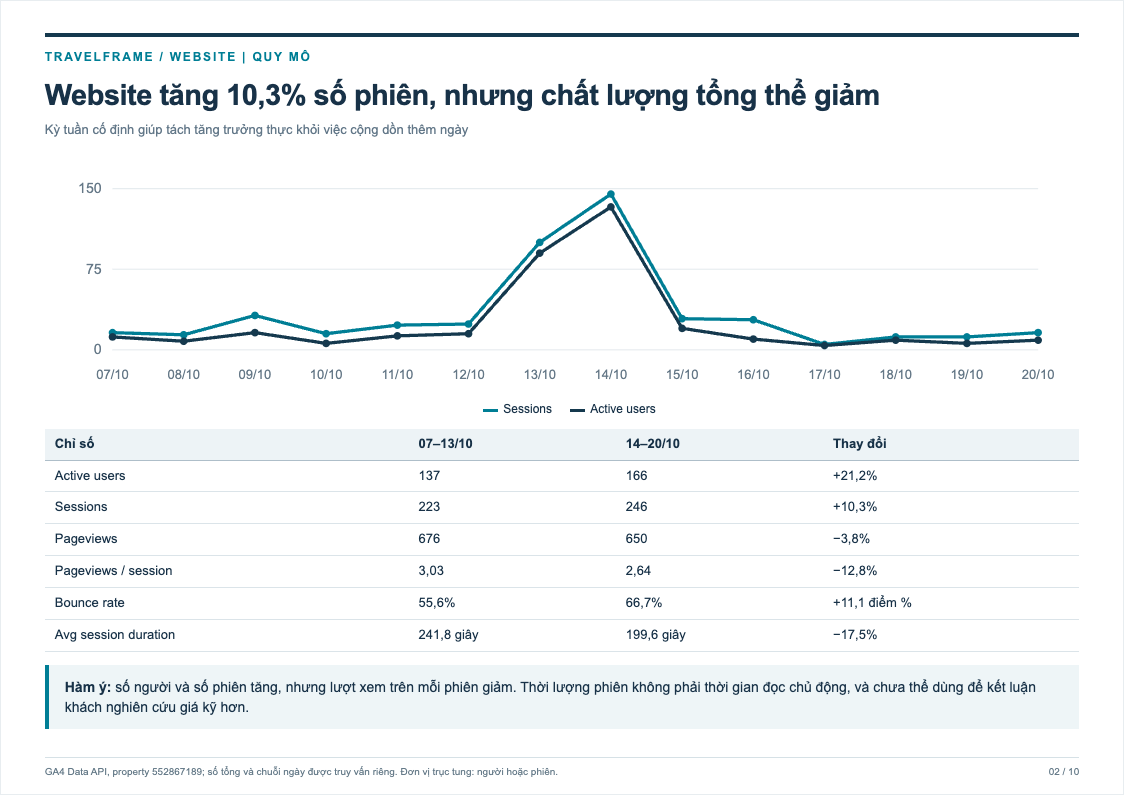 TRAVELFRAME / WEBSITE | QUY MÔ
Website tăng 10,3% số phiên, nhưng chất lượng tổng thể giảm
Kỳ tuần cố định giúp tách tăng trưởng thực khỏi việc cộng dồn thêm ngày
150
75
0
07/10 08/10 09/10 10/10 11/10 12/10 13/10 14/10 15/10 16/10 17/10 18/10 19/10 20/10
Sessions Active users
Chỉ số 07–13/10 14–20/10 Thay đổi
Active users 137 166 +21,2%
Sessions 223 246 +10,3%
Pageviews 676 650 −3,8%
Pageviews / session 3,03 2,64 −12,8%
Bounce rate 55,6% 66,7% +11,1 điểm %
Avg session duration 241,8 giây 199,6 giây −17,5%
Hàm ý: số người và số phiên tăng, nhưng lượt xem trên mỗi phiên giảm. Thời lượng phiên không phải thời gian đọc chủ động, và chưa thể dùng để kết luận
khách nghiên cứu giá kỹ hơn.
GA4 Data API, property 552867189; số tổng và chuỗi ngày được truy vấn riêng. Đơn vị trục tung: người hoặc phiên. 02 / 10